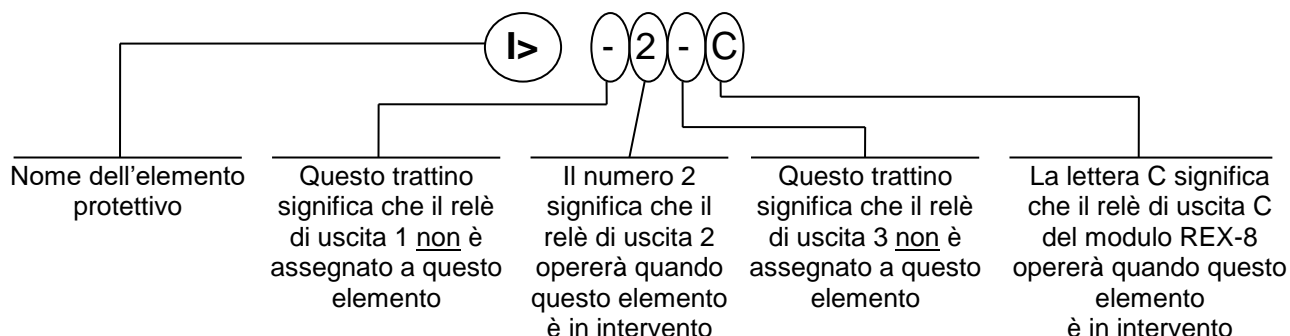 I> - 2 - C
Nome dell'elemento
protettivo
Questo trattino
significa che il relè
di uscita 1 non è
assegnato a questo
elemento
Il numero 2
significa che il
relè di uscita 2
opererà quando
questo elemento
è in intervento
Questo trattino
significa che il relè
di uscita 3 non è
assegnato a questo
elemento
La lettera C significa
che il relè di uscita C
del modulo REX-8
opererà quando questo
elemento
è in intervento